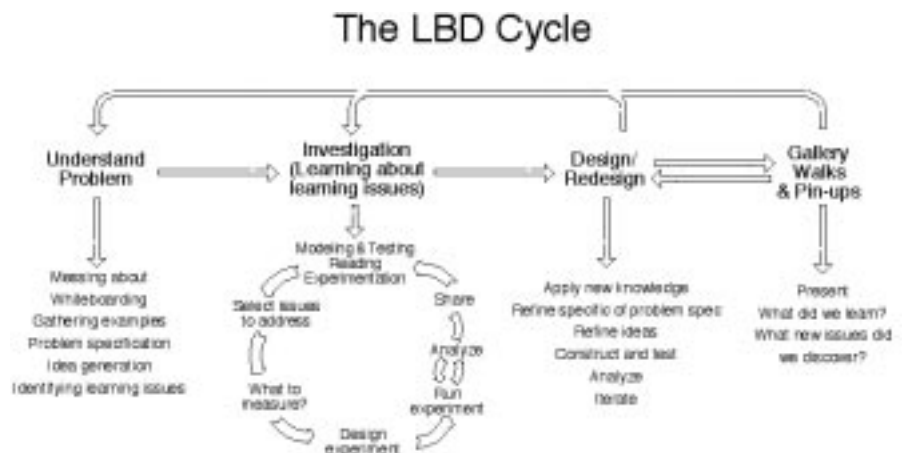 The LBD Cycle
Understand
Problem
Investigation
(Learning about
learning issues)
Design/
Redesign
Gallery
Walks
& Pin-ups
Messing about
Whiteboarding
Gathering examples
Problem specification
Idea generation
Identifying learning issues
Modeling & Testing
Reading
Experimentation
Share
Analyze
Run
experiment
Design
experiment
What to
measure?
Select issues
to address
Apply new knowledge
Refine specific of problem spec
Refine ideas
Construct and test
Analyze
Iterate
Present
What did we learn?
What new issues did
we discover?